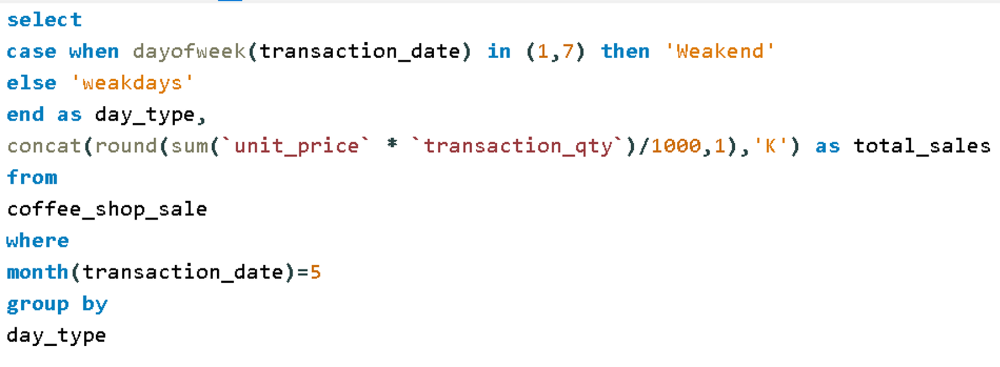 select
case when dayofweek(transaction_date) in (1,7) then 'Weakend'
else 'weakdays'
end as day_type,
concat(round(sum(`unit_price` * `transaction_qty`)/1000,1),'K') as total_sales
from
coffee_shop_sale
where
month(transaction_date)=5
group by
day_type